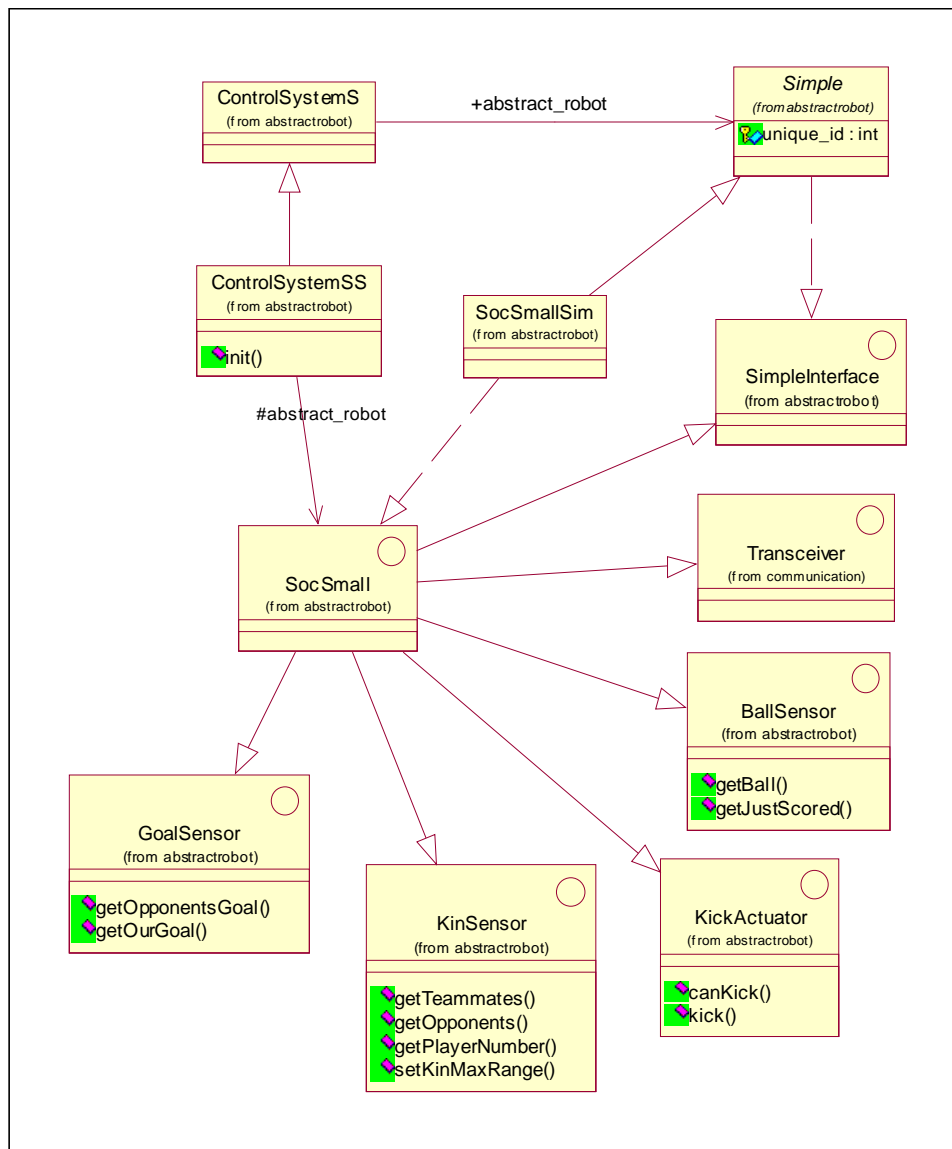 ControlSystemS
(from abstractrobot)
+abstract_robot
Simple
(from abstractrobot)
unique_id : int
ControlSystemSS
(from abstractrobot)
init()
SocSmallSim
(from abstractrobot)
SimpleInterface
(from abstractrobot)
#abstract_robot
SocSmall
(from abstractrobot)
Transceiver
(from communication)
BallSensor
(from abstractrobot)
getBall()
getJustScored()
GoalSensor
(from abstractrobot)
getOpponentsGoal()
getOurGoal()
KinSensor
(from abstractrobot)
getTeammates()
getOpponents()
getPlayerNumber()
setKinMaxRange()
KickActuator
(from abstractrobot)
canKick()
kick()